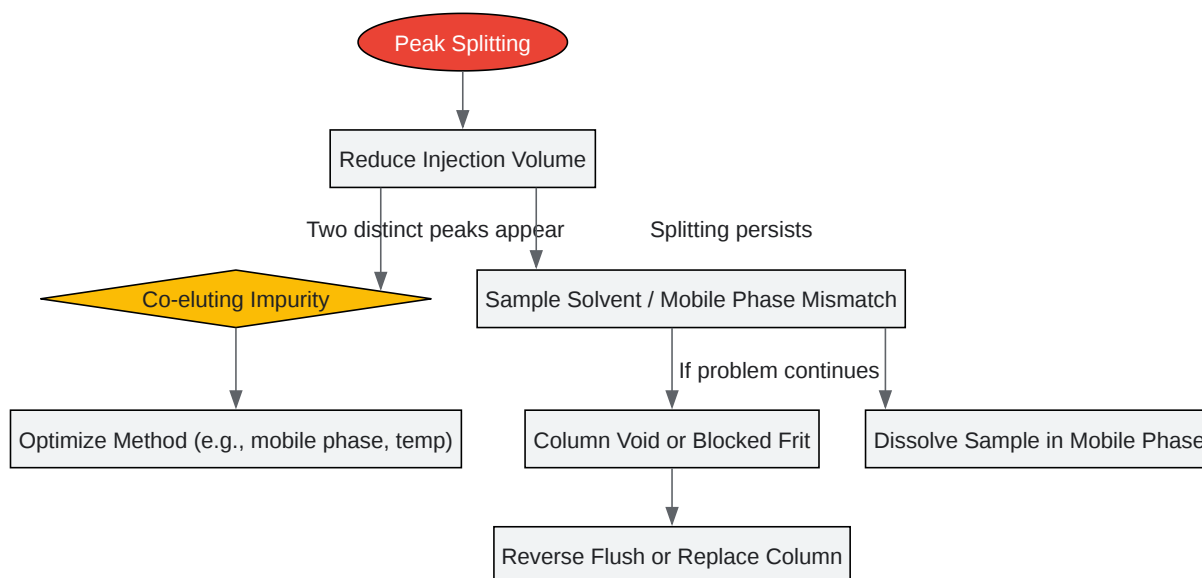 Peak Splitting
Reduce Injection Volume
Two distinct peaks appear
Splitting persists
Co-eluting Impurity
Sample Solvent / Mobile Phase Mismatch
If problem continues
Optimize Method (e.g., mobile phase, temp)
Column Void or Blocked Frit
Dissolve Sample in Mobile Phase
Reverse Flush or Replace Column